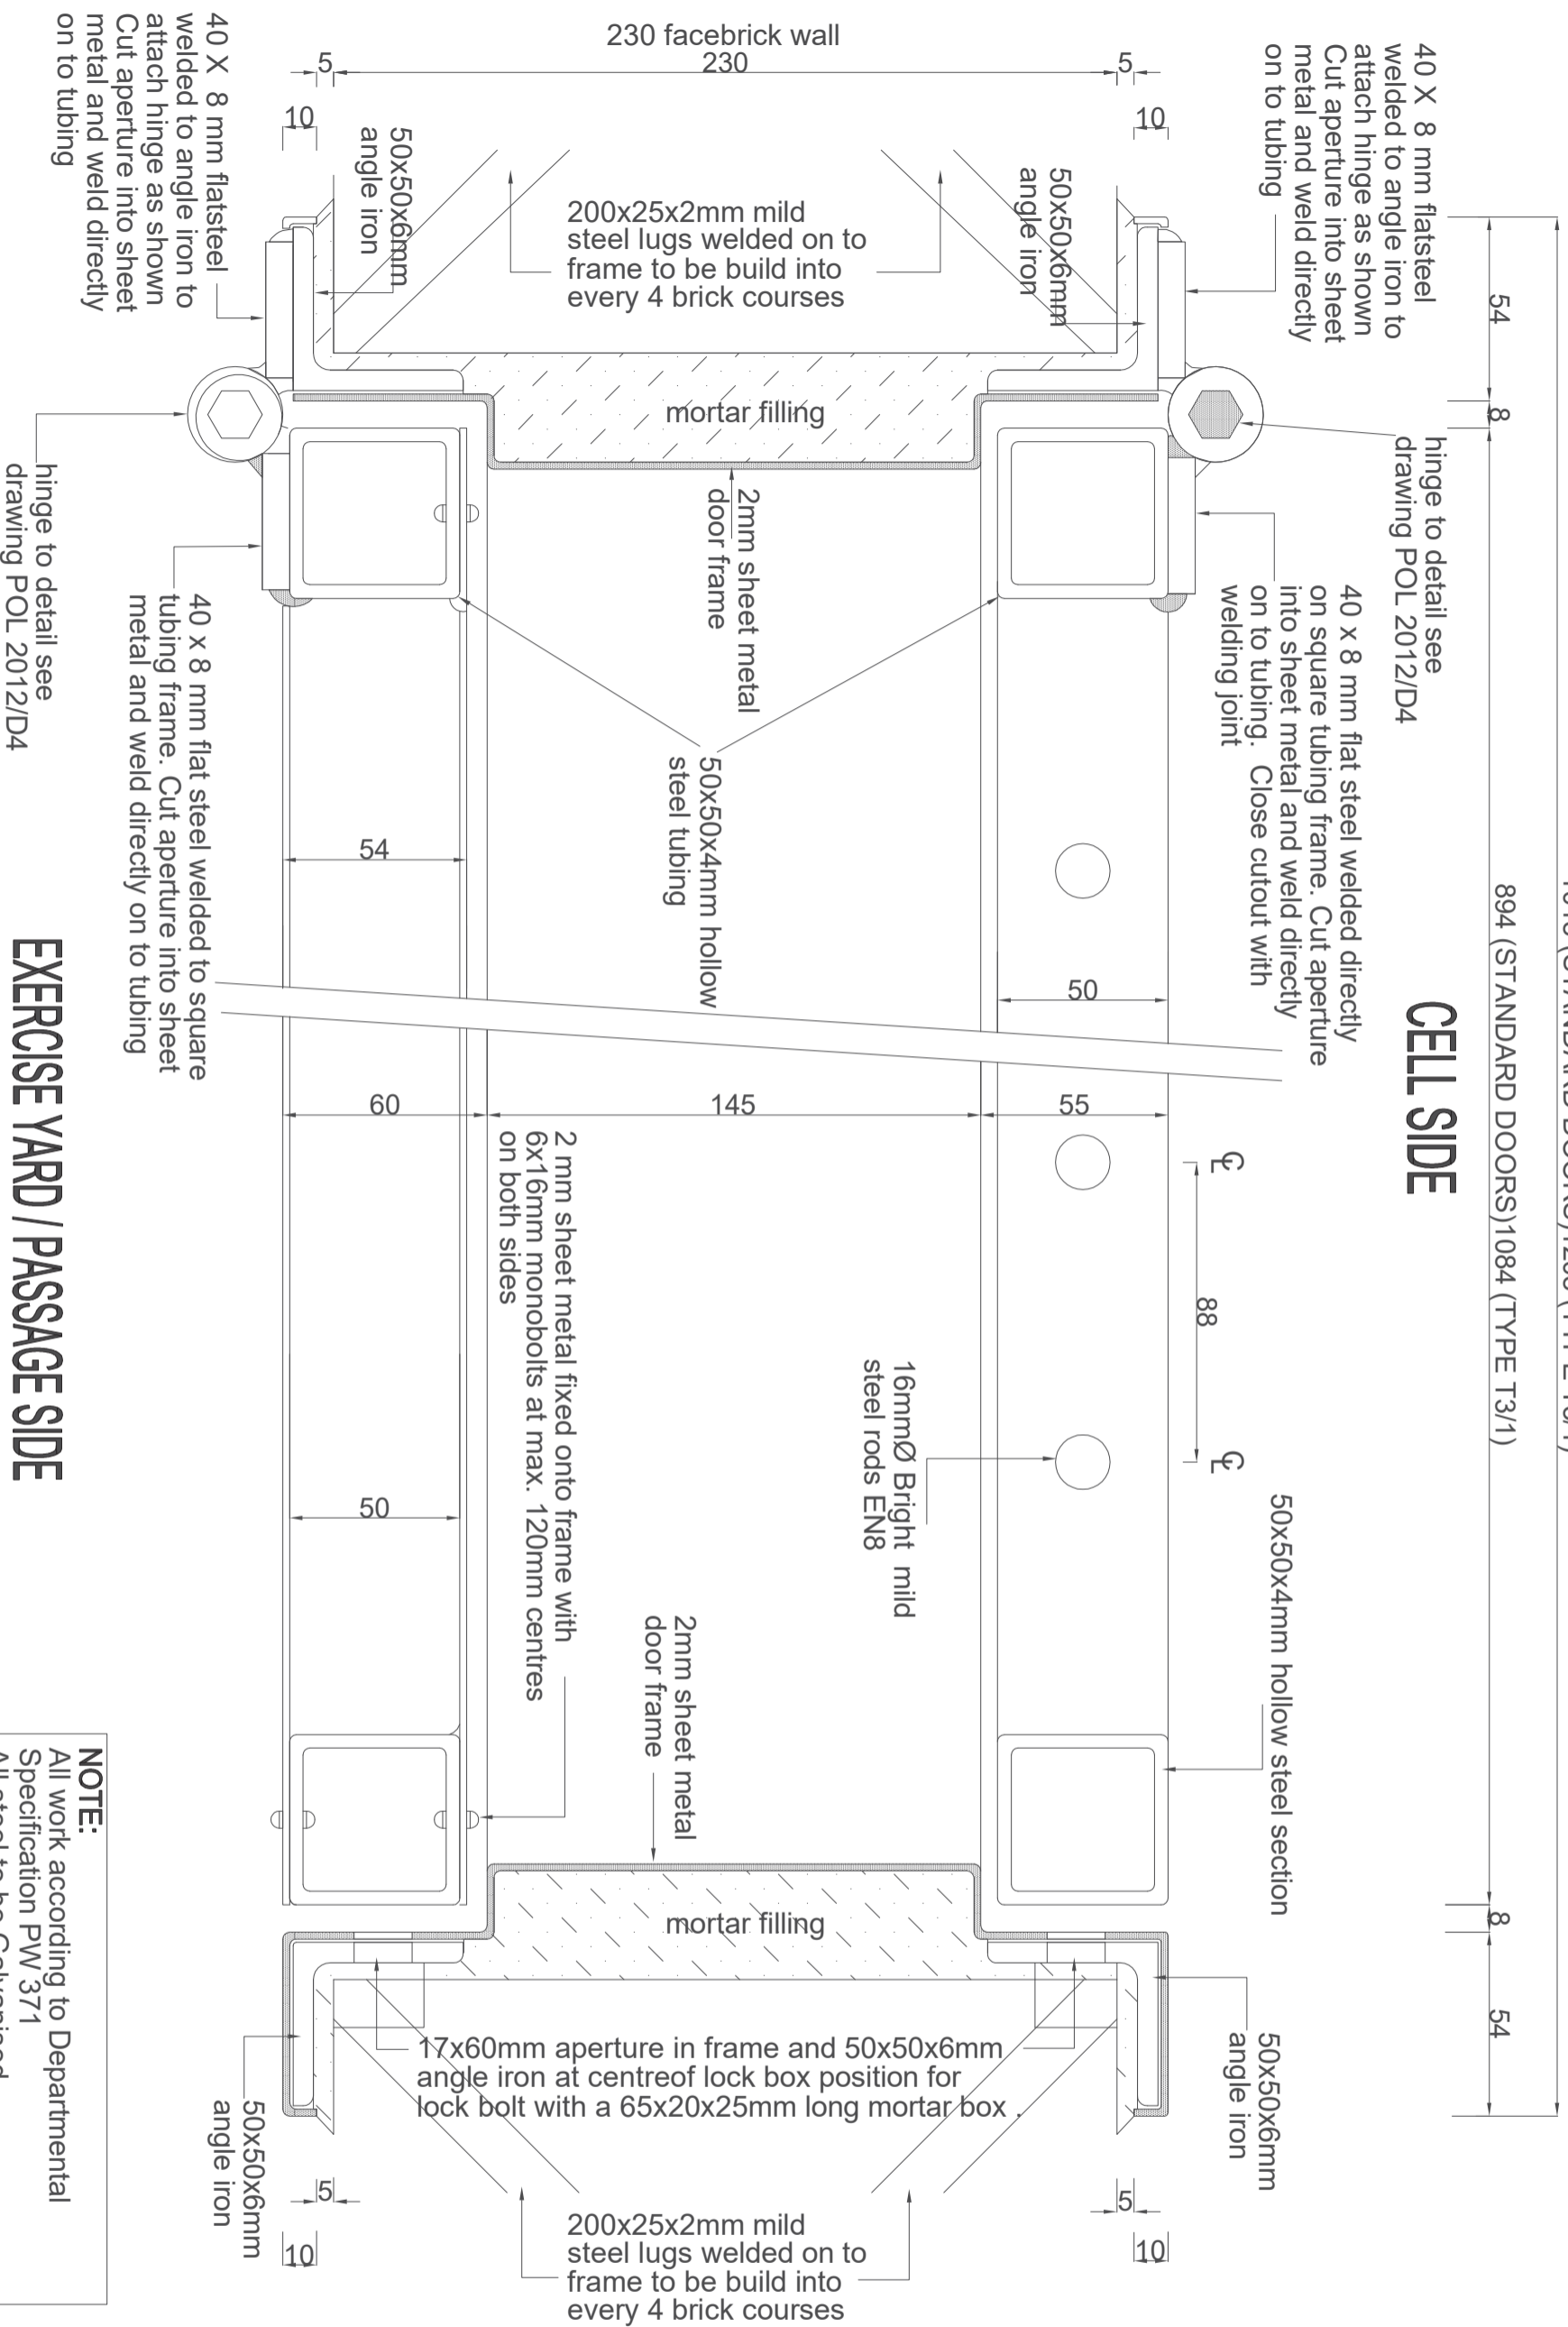 230 facebrick wall
5
230
5
10
10
40 X 8 mm flatsteel
welded to angle iron to
attach hinge as shown
Cut aperture into sheet
metal and weld directly
on to tubing
40 X 8 mm flatsteel
welded to angle iron to
attach hinge as shown
Cut aperture into sheet
metal and weld directly
on to tubing
50x50x6mm
angle iron
50x50x6mm
angle iron
200x25x2mm mild
steel lugs welded on to
frame to be build into
every 4 brick courses
54
8
mortar filling
hinge to detail see
drawing POL 2012/D4
hinge to detail see
drawing POL 2012/D4
2mm sheet metal
door frame
40 x 8 mm flat steel welded to square
tubing frame. Cut aperture into sheet
metal and weld directly on to tubing
40 x 8 mm flat steel welded directly
on square tubing frame. Cut aperture
into sheet metal and weld directly
on to tubing. Close cutout with
welding joint
50x50x4mm hollow
steel tubing
54
50
894 (STANDARD DOORS)1084 (TYPE T3/1)
CELL SIDE
EXERCISE YARD / PASSAGE SIDE
60
145
55
℄
88
℄
2 mm sheet metal fixed onto frame with
6x16mm monobolts at max. 120mm centres
on both sides
16mmØ Bright mild
steel rods EN8
50
50x50x4mm hollow steel section
2mm sheet metal
door frame
mortar filling
8
54
17x60mm aperture in frame and 50x50x6mm
angle iron at centreof lock box position for
lock bolt with a 65x20x25mm long mortar box .
50x50x6mm
angle iron
50x50x6mm
angle iron
5
5
10
10
200x25x2mm mild
steel lugs welded on to
frame to be build into
every 4 brick courses
NOTE:
All work according to Departmental
Specification PW 371